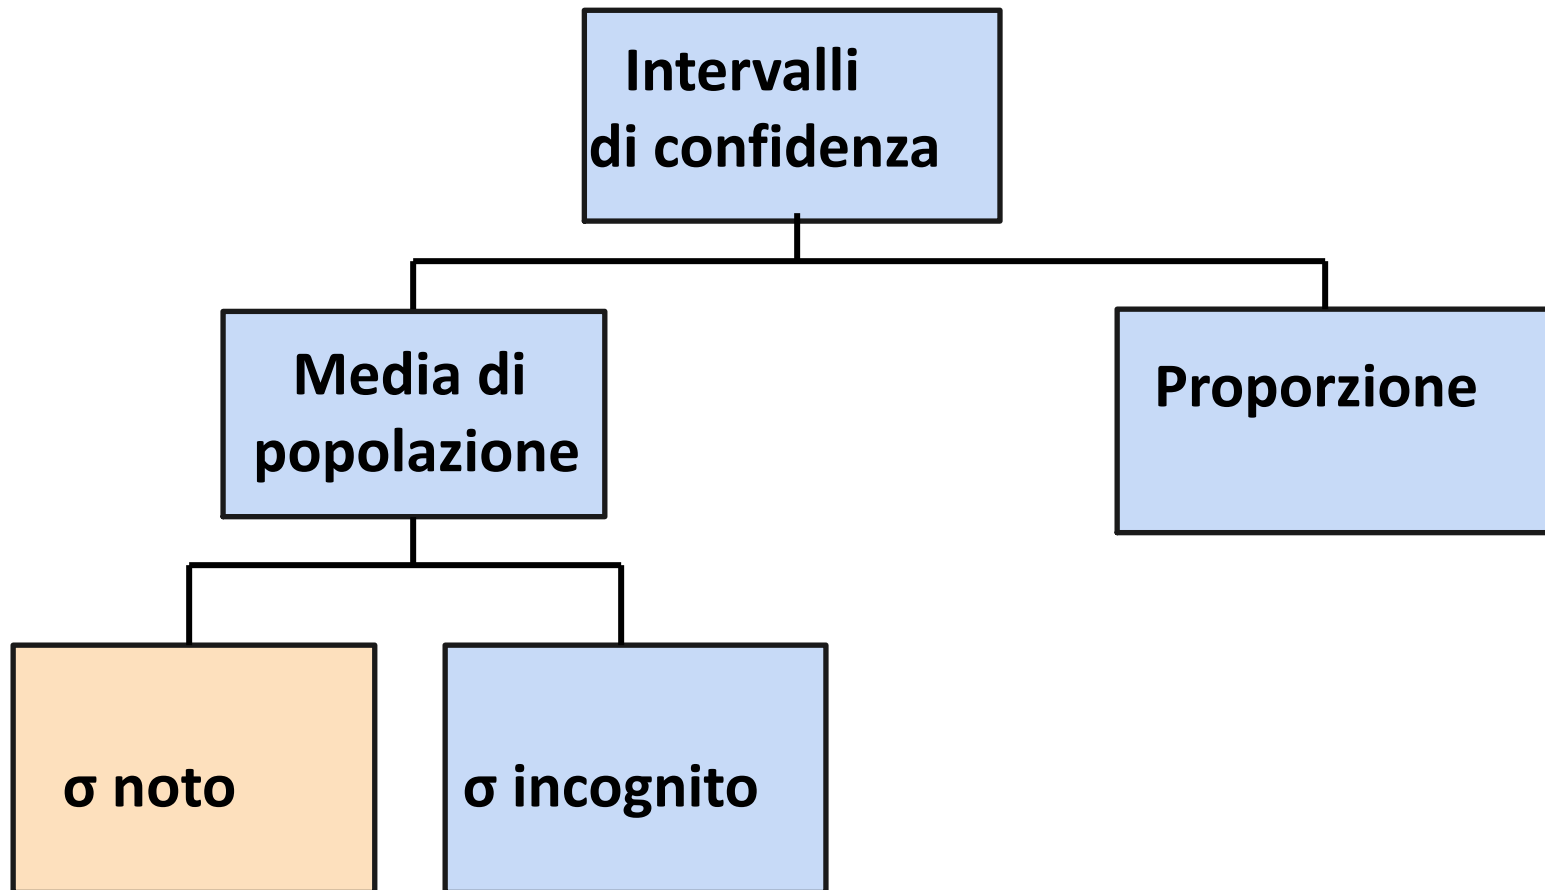 Intervalli
di confidenza
Media di
popolazione
Proporzione
σ noto
σ incognito